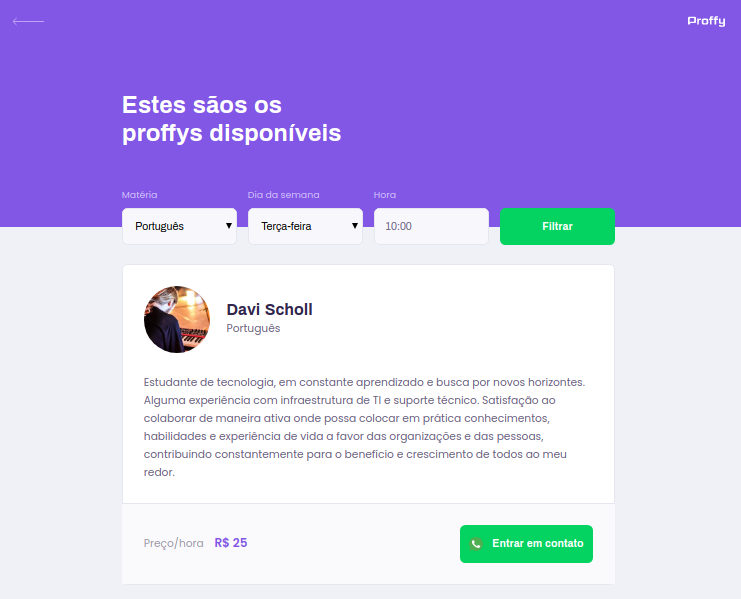 Proffy
Estes sãos os
proffys disponíveis
Matéria
Dia da semana
Hora
Português
Terça-feira
10:00
Filtrar
Davi Scholl
Português
Estudante de tecnologia, em constante aprendizado e busca por novos horizontes.
Alguma experiência com infraestrutura de TI e suporte técnico. Satisfação ao
colaborar de maneira ativa onde possa colocar em prática conhecimentos,
habilidades e experiência de vida a favor das organizações e das pessoas,
contribuindo constantemente para o benefício e crescimento de todos ao meu
redor.
Preço/hora
R$ 25
Entrar em contato